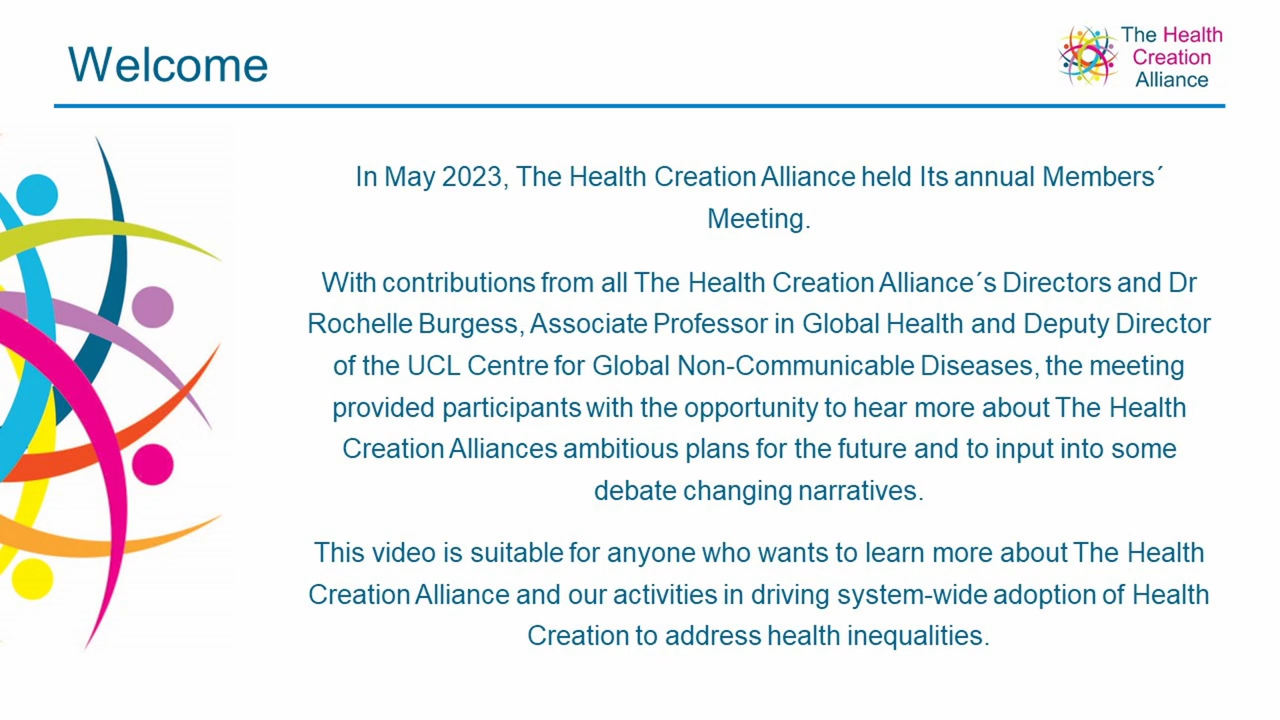 Welcome
The Health
Creation
Alliance
In May 2023, The Health Creation Alliance held Its annual Members´
Meeting.
With contributions from all The Health Creation Alliance´s Directors and Dr
Rochelle Burgess, Associate Professor in Global Health and Deputy Director
of the UCL Centre for Global Non-Communicable Diseases, the meeting
provided participants with the opportunity to hear more about The Health
Creation Alliances ambitious plans for the future and to input into some
debate changing narratives.
This video is suitable for anyone who wants to learn more about The Health
Creation Alliance and our activities in driving system-wide adoption of Health
Creation to address health inequalities.